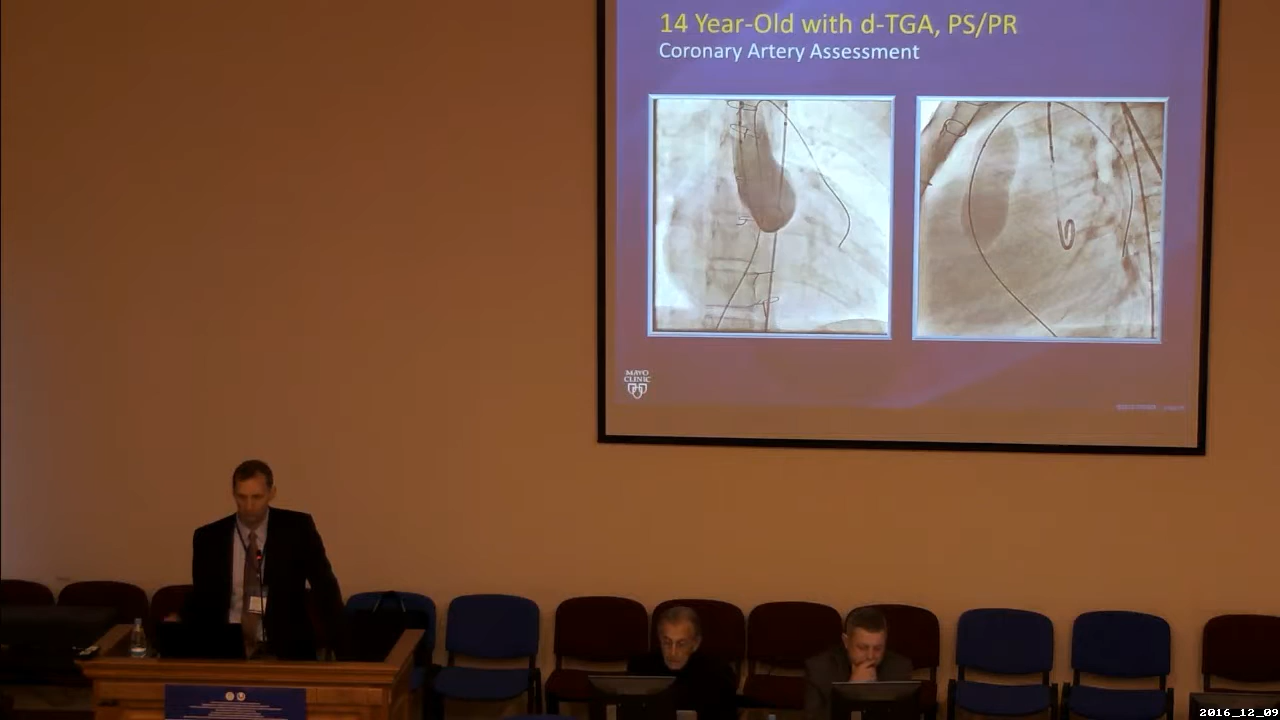 14 Year-Old with d-TGA, PS/PR
Coronary Artery Assessment
MAYO
CLINIC
2016_12_09